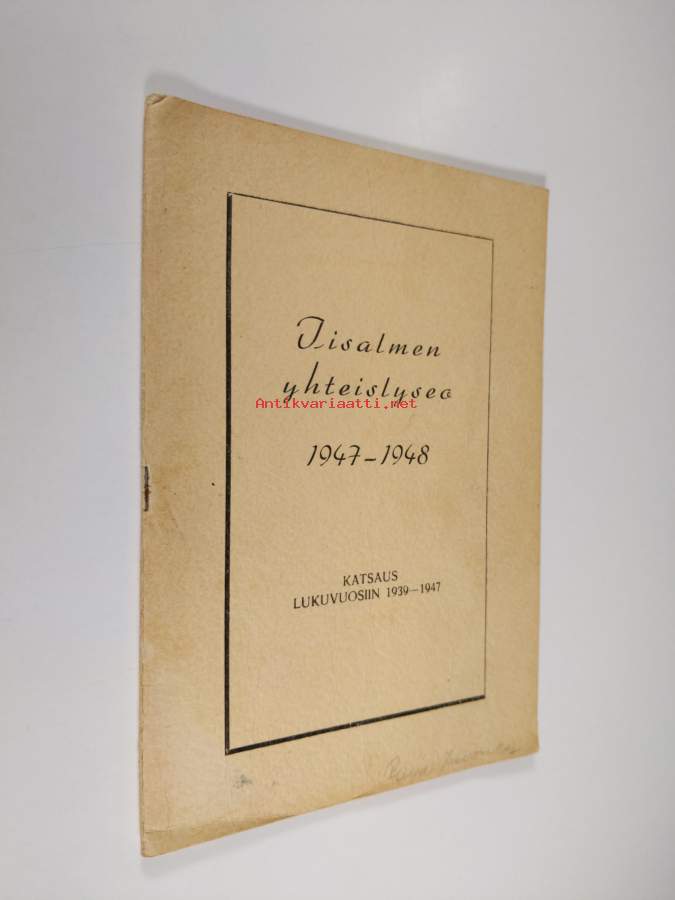 Iisalmen
yhteislyseo
Antikvariaatti.net
1947-1948
KATSAUS
LUKUVUOSIIN 1939-1947